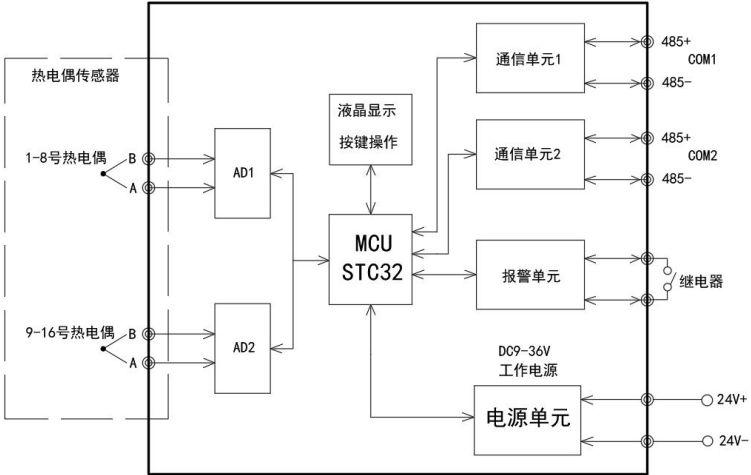 热电偶传感器
1-8号热电偶
B
A
AD1
9-16号热电偶
B
A
AD2
液晶显示
按键操作
MCU
STC32
通信单元1
485+
COM1
485-
通信单元2
485+
COM2
485-
报警单元
继电器
DC9-36V
工作电源
电源单元
24V+
24V-